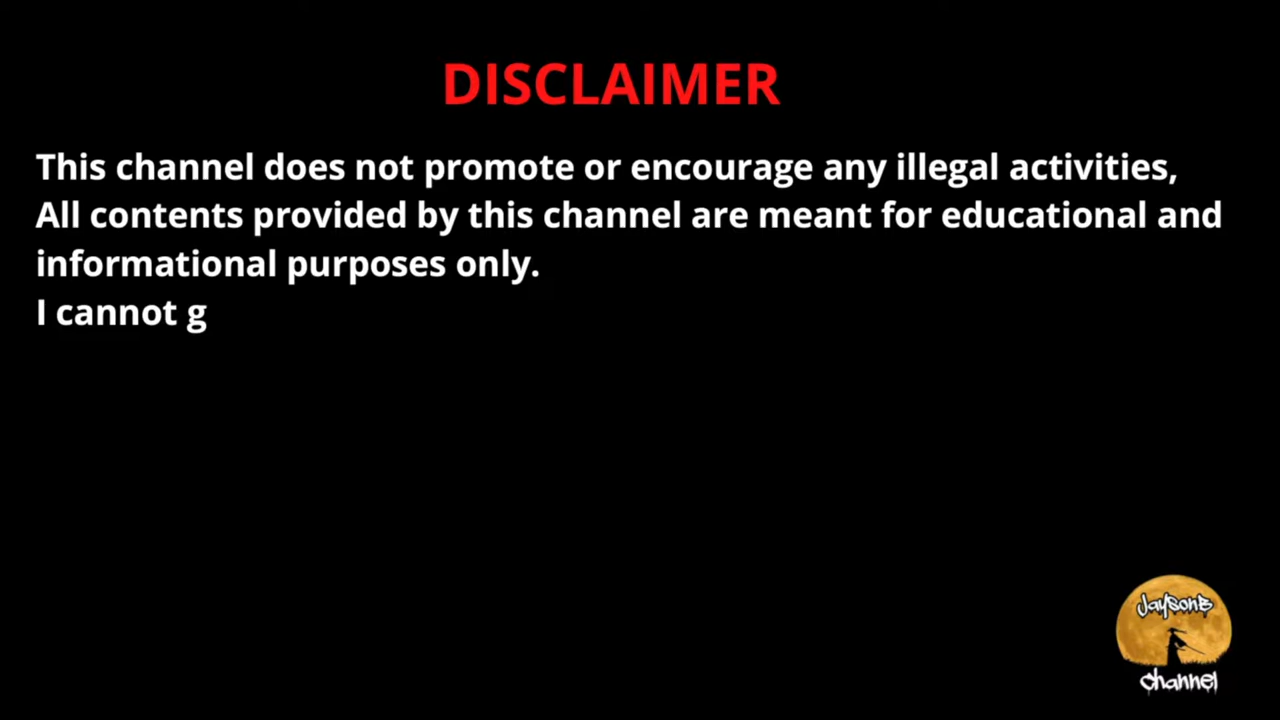 DISCLAIMER
This channel does not promote or encourage any illegal activities,
All contents provided by this channel are meant for educational and
informational purposes only.
I cannot g
JaysonB
Channel